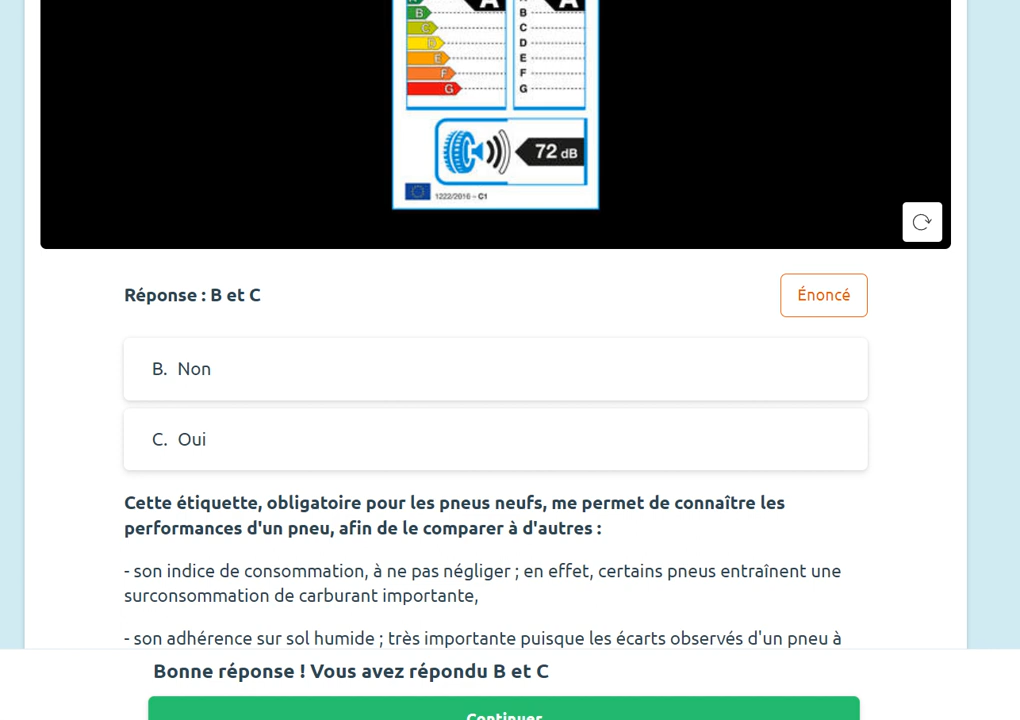 A A A
B B
C C
D D
E E
F F
G G
72 dB
1222/2016 – C1
Réponse : B et C
Énoncé
B. Non
C. Oui
Cette étiquette, obligatoire pour les pneus neufs, me permet de connaître les
performances d'un pneu, afin de le comparer à d'autres :
- son indice de consommation, à ne pas négliger ; en effet, certains pneus entraînent une
surconsommation de carburant importante,
- son adhérence sur sol humide ; très importante puisque les écarts observés d'un pneu à
Bonne réponse ! Vous avez répondu B et C
Continuer